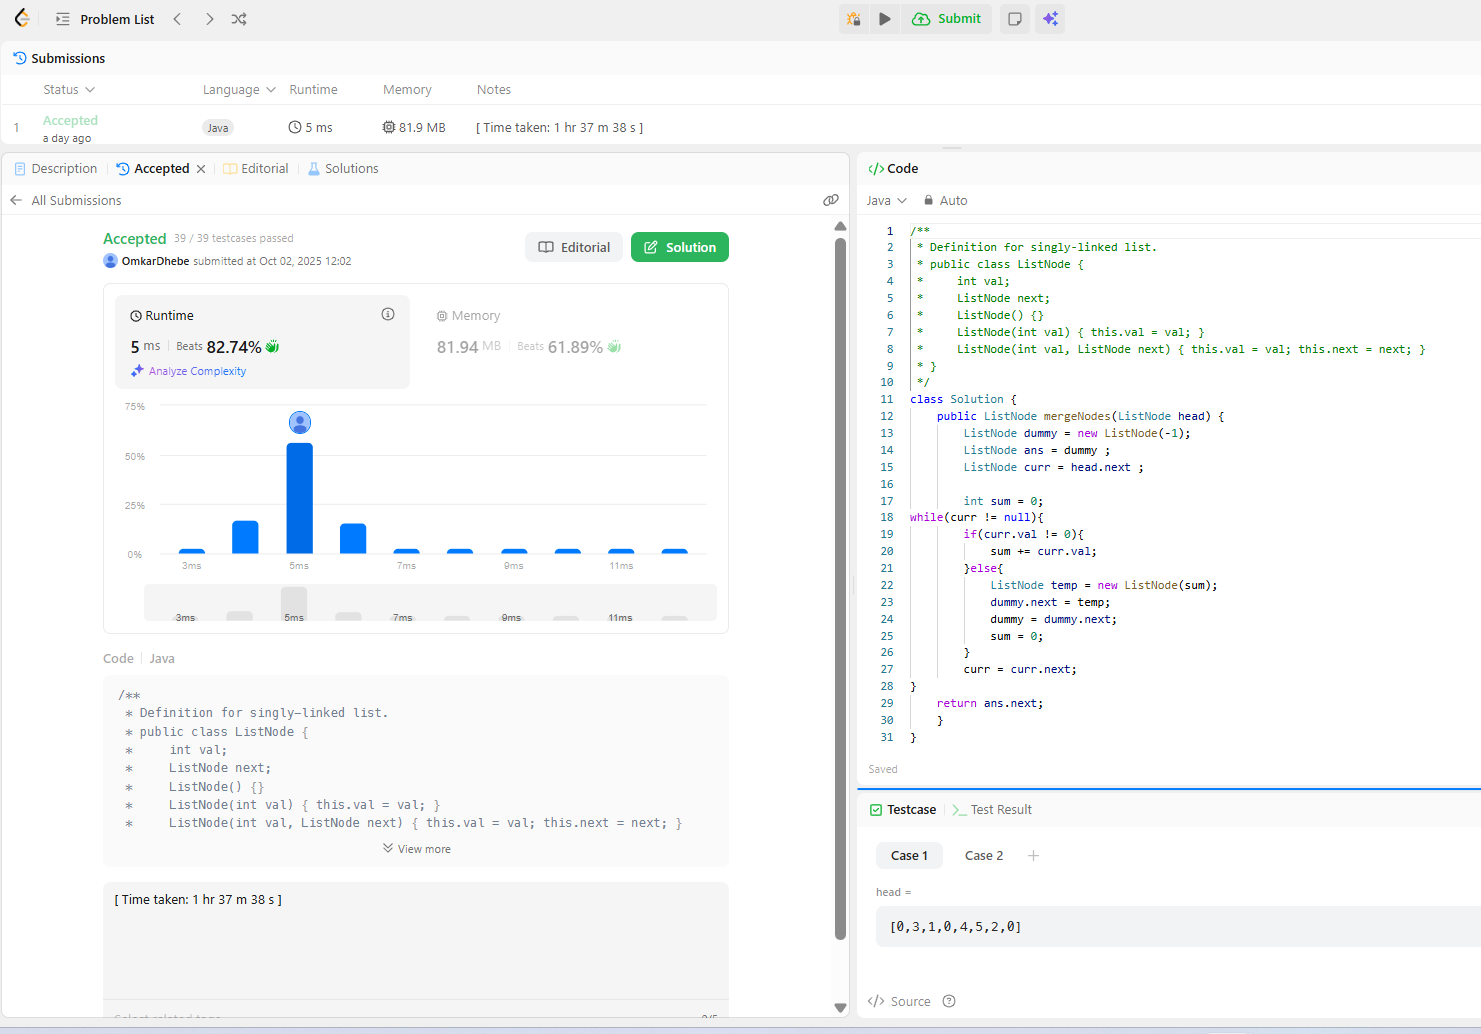 Problem List
Submit
Submissions
Status Language Runtime Memory Notes
1 Accepted Java 5 ms 81.9 MB [ Time taken: 1 hr 37 m 38 s ]
a day ago
Description Accepted Editorial Solutions
All Submissions
Accepted 39 / 39 testcases passed
OmkarDhebe submitted at Oct 02, 2025 12:02
Editorial
Solution
Runtime
5 ms Beats 82.74%
Analyze Complexity
Memory
81.94 MB Beats 61.89%
75%
50%
25%
0%
3ms 5ms 7ms 9ms 11ms
3ms 5ms 7ms 9ms 11ms
Code Java
/**
* Definition for singly-linked list.
* public class ListNode {
*     int val;
*     ListNode next;
*     ListNode() {}
*     ListNode(int val) { this.val = val; }
*     ListNode(int val, ListNode next) { this.val = val; this.next = next; }
View more
[ Time taken: 1 hr 37 m 38 s ]
Select related tags 0/5
</> Code
Java Auto
1 /**
2 * Definition for singly-linked list.
3 * public class ListNode {
4 *     int val;
5 *     ListNode next;
6 *     ListNode() {}
7 *     ListNode(int val) { this.val = val; }
8 *     ListNode(int val, ListNode next) { this.val = val; this.next = next; }
9 * }
10 */
11 class Solution {
12     public ListNode mergeNodes(ListNode head) {
13         ListNode dummy = new ListNode(-1);
14         ListNode ans = dummy ;
15         ListNode curr = head.next ;
16
17         int sum = 0;
18 while(curr != null){
19         if(curr.val != 0){
20             sum += curr.val;
21         }else{
22             ListNode temp = new ListNode(sum);
23             dummy.next = temp;
24             dummy = dummy.next;
25             sum = 0;
26         }
27         curr = curr.next;
28 }
29     return ans.next;
30     }
31 }
Saved
Testcase >_ Test Result
Case 1 Case 2 +
head =
[0,3,1,0,4,5,2,0]
</> Source ?